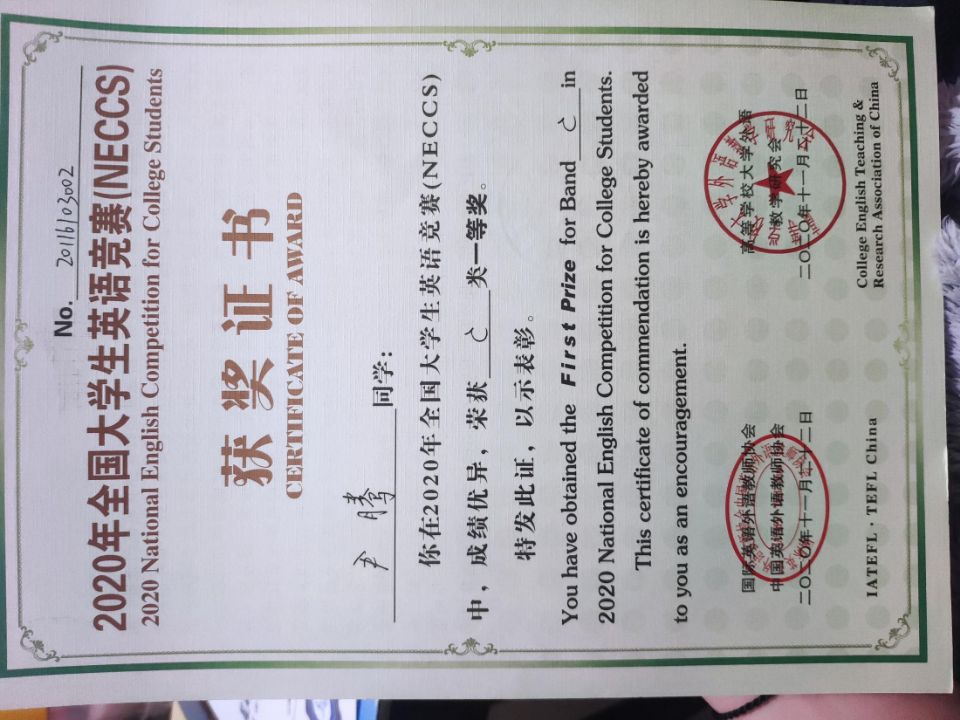 No. 20116103002
2020年全国大学生英语竞赛(NECCS)
2020 National English Competition for College Students
获奖证书
CERTIFICATE OF AWARD
尹腾同学:
你在2020年全国大学生英语竞赛(NECCS)
中，成绩优异，荣获 C 类一等奖。
特发此证，以示表彰。
You have obtained the First Prize for Band C in
2020 National English Competition for College Students.
This certificate of commendation is hereby awarded
to you as an encouragement.
国际英语外语教师协会
中国英语外语教师协会
二〇二〇年十一月二十二日
IATEFL · TEFL China
高等学校大学外语
教学研究会
二〇二〇年十一月二十二日
College English Teaching &
Research Association of China